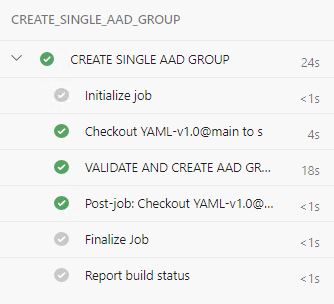 CREATE_SINGLE_AAD_GROUP
CREATE SINGLE AAD GROUP 24s
Initialize job <1s
Checkout YAML-v1.0@main to s 4s
VALIDATE AND CREATE AAD GR... 18s
Post-job: Checkout YAML-v1.0@... <1s
Finalize Job <1s
Report build status <1s